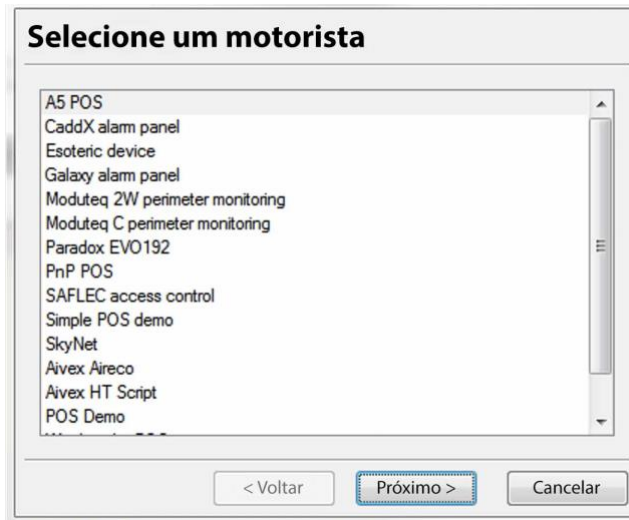 Selecione um motorista
A5 POS
CaddX alarm panel
Esoteric device
Galaxy alarm panel
Moduteq 2W perimeter monitoring
Moduteq C perimeter monitoring
Paradox EVO192
PnP POS
SAFLEC access control
Simple POS demo
SkyNet
Aivex Aireco
Aivex HT Script
POS Demo
< Voltar
Próximo >
Cancelar